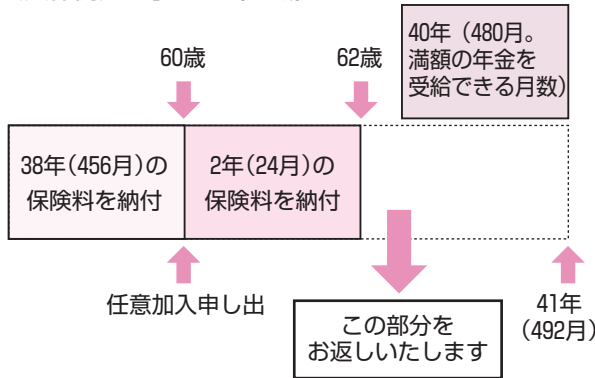 60歳
62歳
40年（480月。
満額の年金を
受給できる月数）
38年（456月）の
保険料を納付
2年（24月）の
保険料を納付
任意加入申し出
この部分を
お返しいたします
41年
（492月）